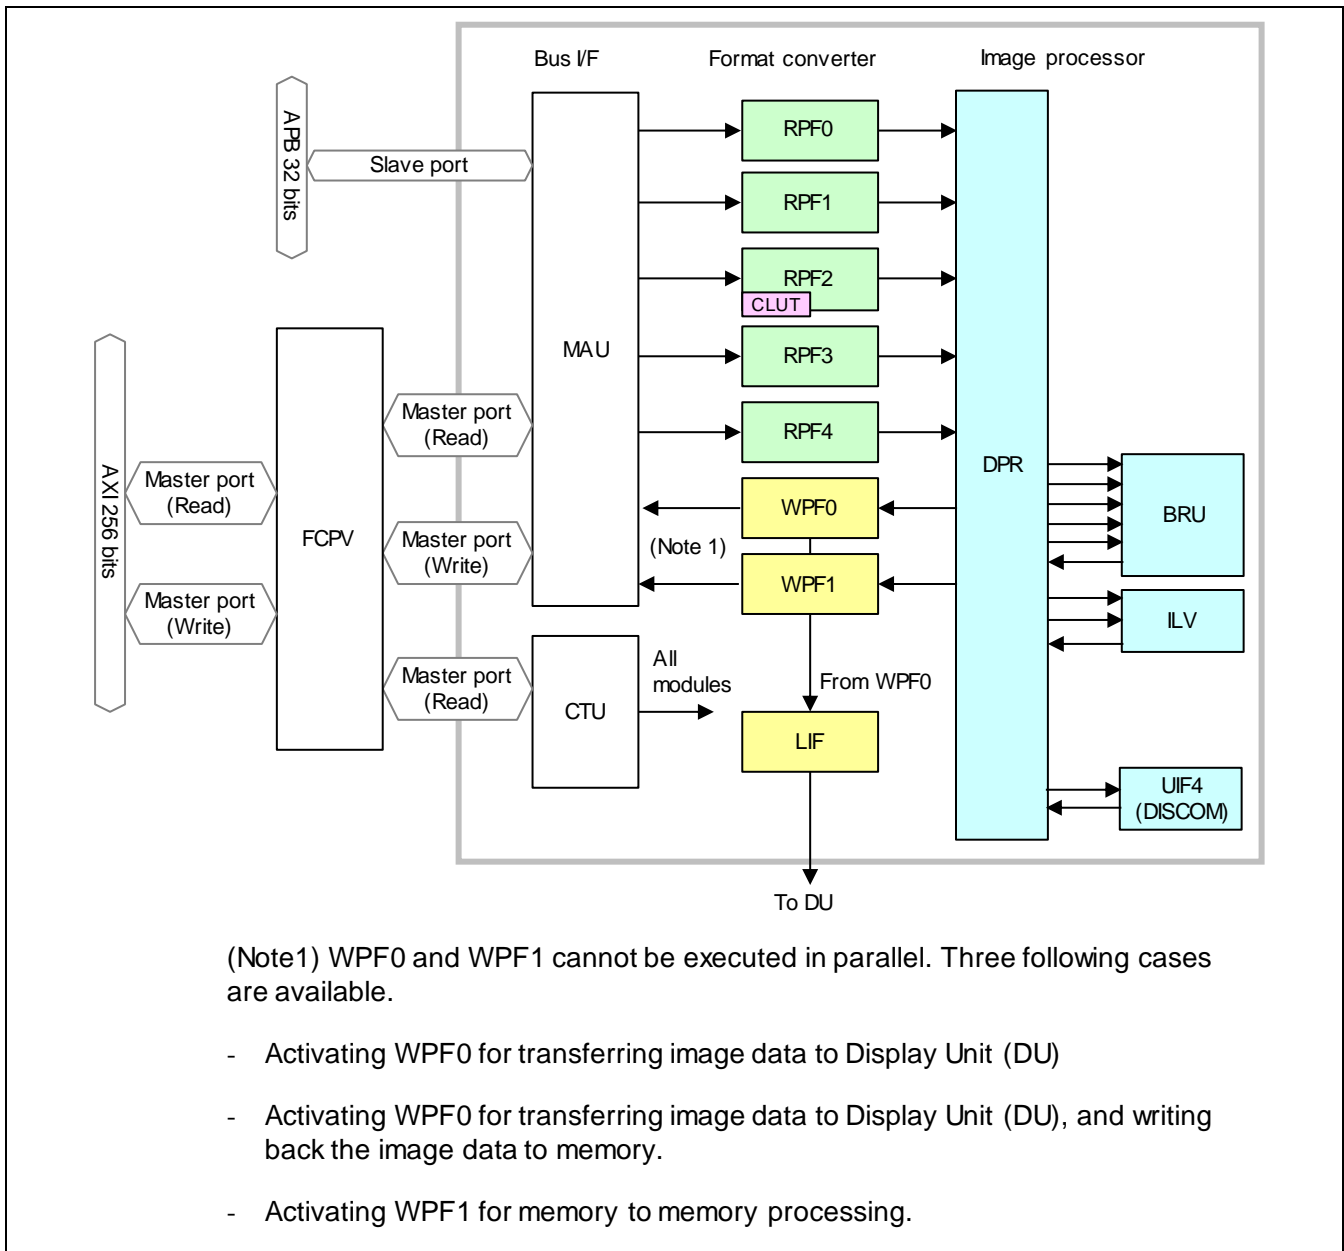 Bus I/F
Format converter
Image processor
APB 32 bits
Slave port
RPF0
RPF1
RPF2
CLUT
MAU
RPF3
Master port
(Read)
RPF4
AXI 256 bits
Master port
(Read)
FCPV
DPR
WPF0
BRU
Master port
(Write)
(Note 1)
WPF1
Master port
(Write)
ILV
Master port
(Read)
CTU
All
modules
From WPF0
LIF
UIF4
(DISCOM)
To DU
(Note1) WPF0 and WPF1 cannot be executed in parallel. Three following cases
are available.
- Activating WPF0 for transferring image data to Display Unit (DU)
- Activating WPF0 for transferring image data to Display Unit (DU), and writing
back the image data to memory.
- Activating WPF1 for memory to memory processing.